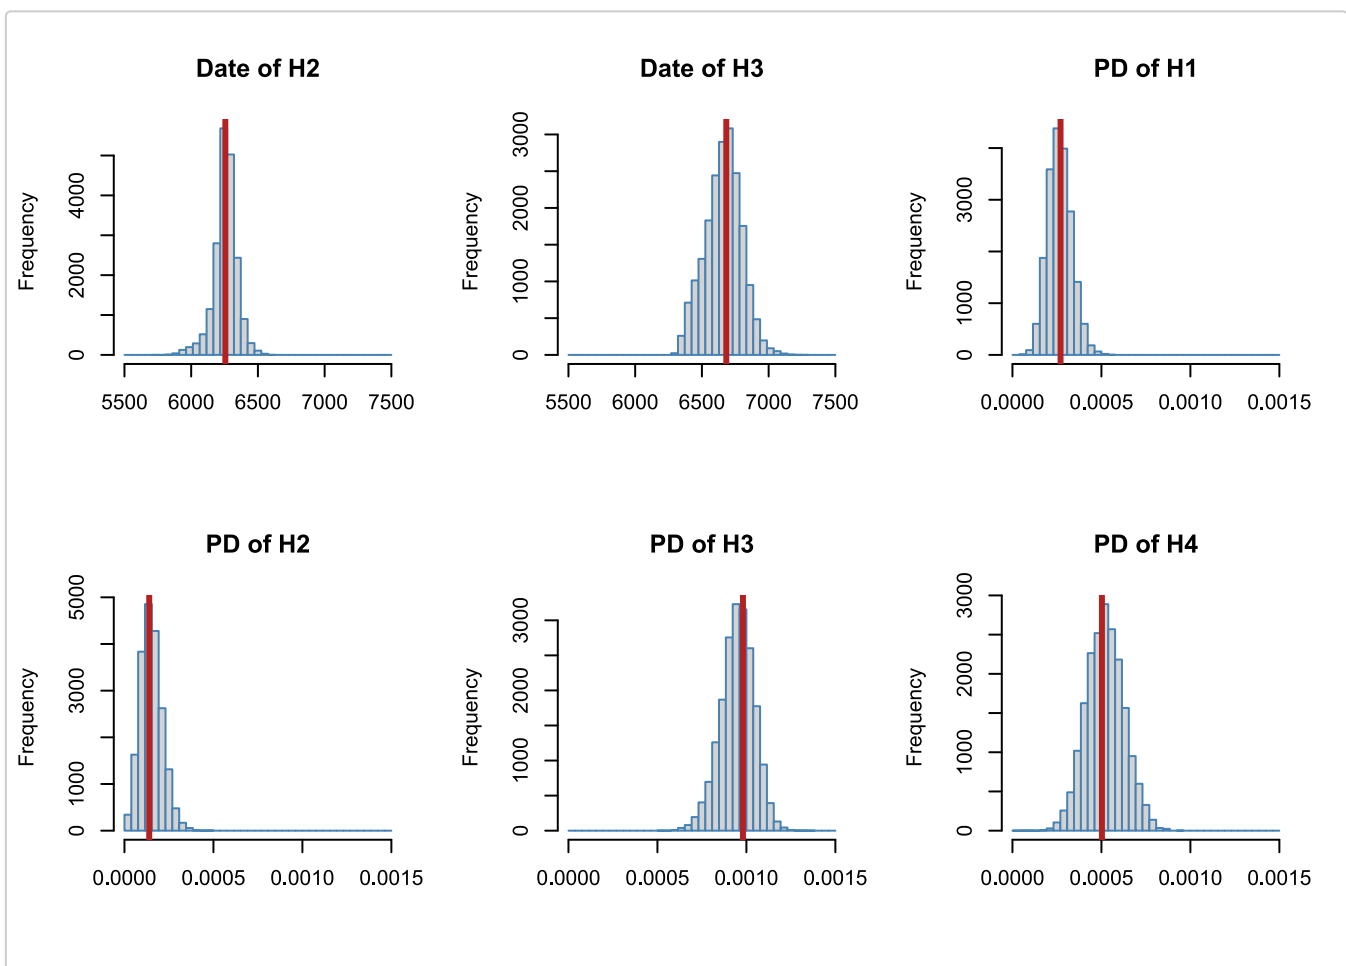 Date of H2
Date of H3
PD of H1
Frequency
0 2000 4000
5500 6000 6500 7000 7500
Frequency
0 1000 2000 3000
5500 6000 6500 7000 7500
Frequency
0 1000 3000
0.0000 0.0005 0.0010 0.0015
PD of H2
PD of H3
PD of H4
Frequency
0 1000 3000 5000
0.0000 0.0005 0.0010 0.0015
Frequency
0 1000 2000 3000
0.0000 0.0005 0.0010 0.0015
Frequency
0 1000 2000 3000
0.0000 0.0005 0.0010 0.0015